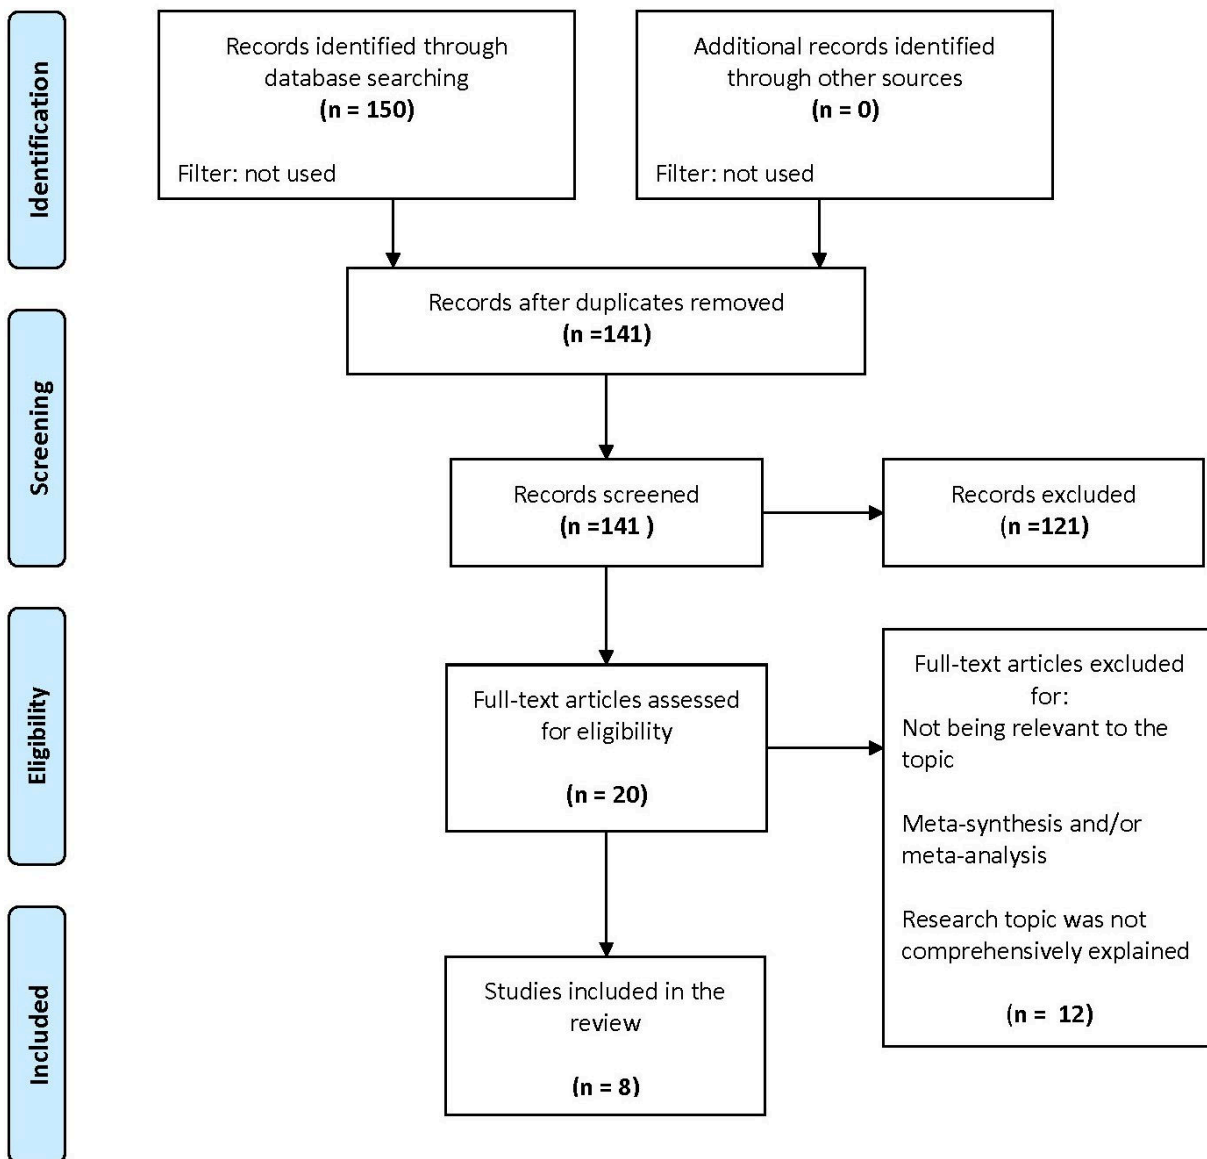 Identification
Records identified through
database searching
(n = 150)
Filter: not used
Additional records identified
through other sources
(n = 0)
Filter: not used
Records after duplicates removed
(n =141)
Screening
Records screened
(n =141 )
Records excluded
(n =121)
Eligibility
Full-text articles assessed
for eligibility
(n = 20)
Full-text articles excluded
for:
Not being relevant to the
topic
Meta-synthesis and/or
meta-analysis
Research topic was not
comprehensively explained
(n =  12)
Included
Studies included in the
review
(n = 8)